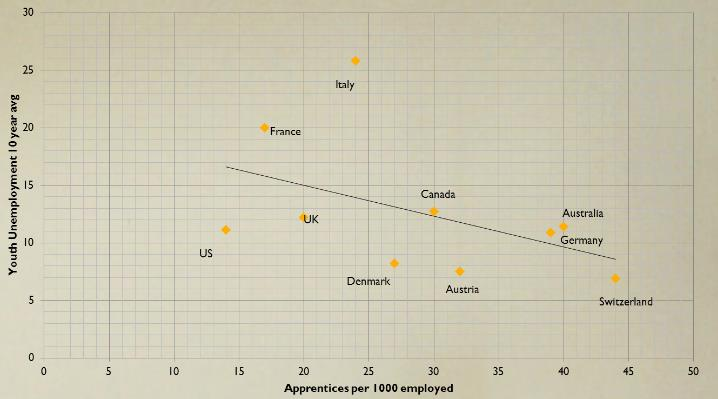 30
25
20
15
10
5
0
Youth Unemployment 10 year avg
Italy
France
Canada
Australia
UK
Germany
US
Denmark
Austria
Switzerland
0 5 10 15 20 25 30 35 40 45 50
Apprentices per 1000 employed